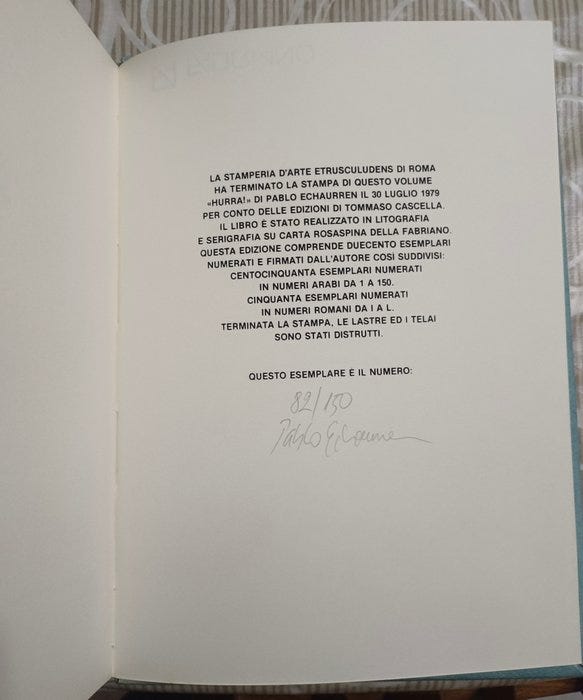 LA STAMPERIA D'ARTE ETRUSCULUDENS DI ROMA
HA TERMINATO LA STAMPA DI QUESTO VOLUME
«HURRA!» DI PABLO ECHAURREN IL 30 LUGLIO 1979
PER CONTO DELLE EDIZIONI DI TOMMASO CASCELLA.
IL LIBRO È STATO REALIZZATO IN LITOGRAFIA
E SERIGRAFIA SU CARTA ROSASPINA DELLA FABRIANO.
QUESTA EDIZIONE COMPRENDE DUECENTO ESEMPLARI
NUMERATI E FIRMATI DALL'AUTORE COSÌ SUDDIVISI:
CENTOCINQUANTA ESEMPLARI NUMERATI
IN NUMERI ARABI DA 1 A 150.
CINQUANTA ESEMPLARI NUMERATI
IN NUMERI ROMANI DA I A L.
TERMINATA LA STAMPA, LE LASTRE ED I TELAI
SONO STATI DISTRUTTI.
QUESTO ESEMPLARE È IL NUMERO:
82/150
Pablo Echaurren